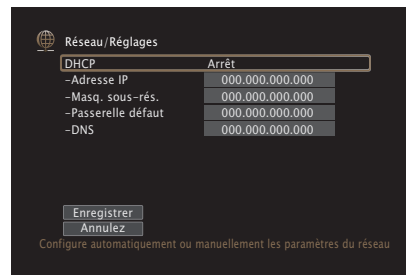 Réseau/Réglages
DHCP Arrêt
-Adresse IP 000.000.000.000
-Masq. sous-rés. 000.000.000.000
-Passerelle défaut 000.000.000.000
-DNS 000.000.000.000
Enregistrer
Annulez
Configure automatiquement ou manuellement les paramètres du réseau